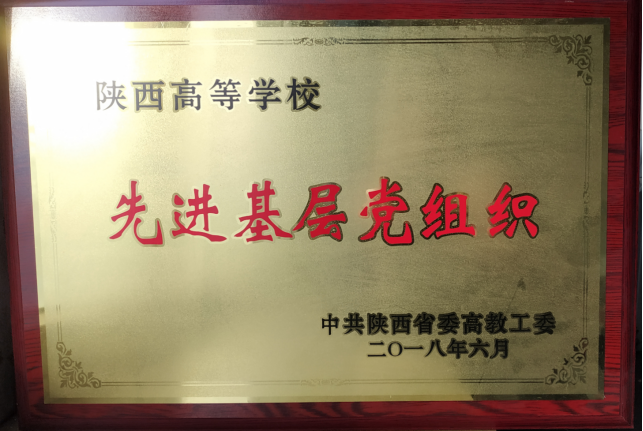 陕西高等学校
先进基层党组织
中共陕西省委高教工委
二〇一八年六月